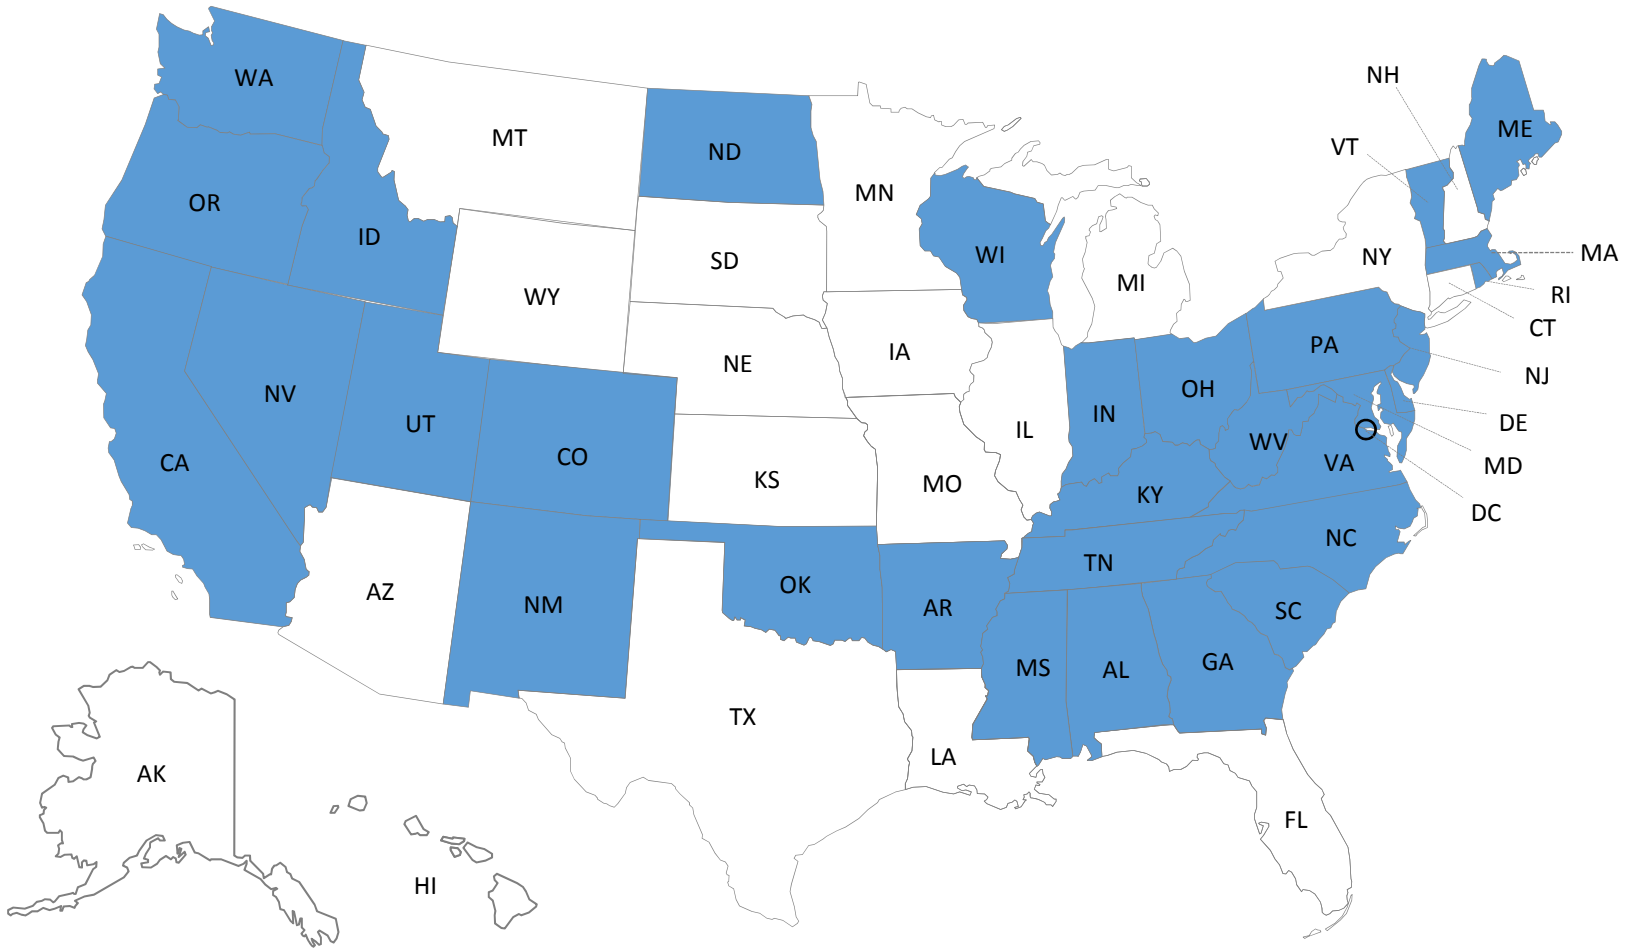 WA
MT
ND
MN
OR
ID
WY
SD
WI
MI
NY
NH
VT
ME
MA
RI
CT
NJ
DE
MD
DC
PA
NE
IA
NV
UT
CO
CA
KS
MO
IL
IN
OH
WV
VA
KY
NC
TN
SC
AZ
NM
OK
AR
MS
AL
GA
TX
LA
FL
AK
HI